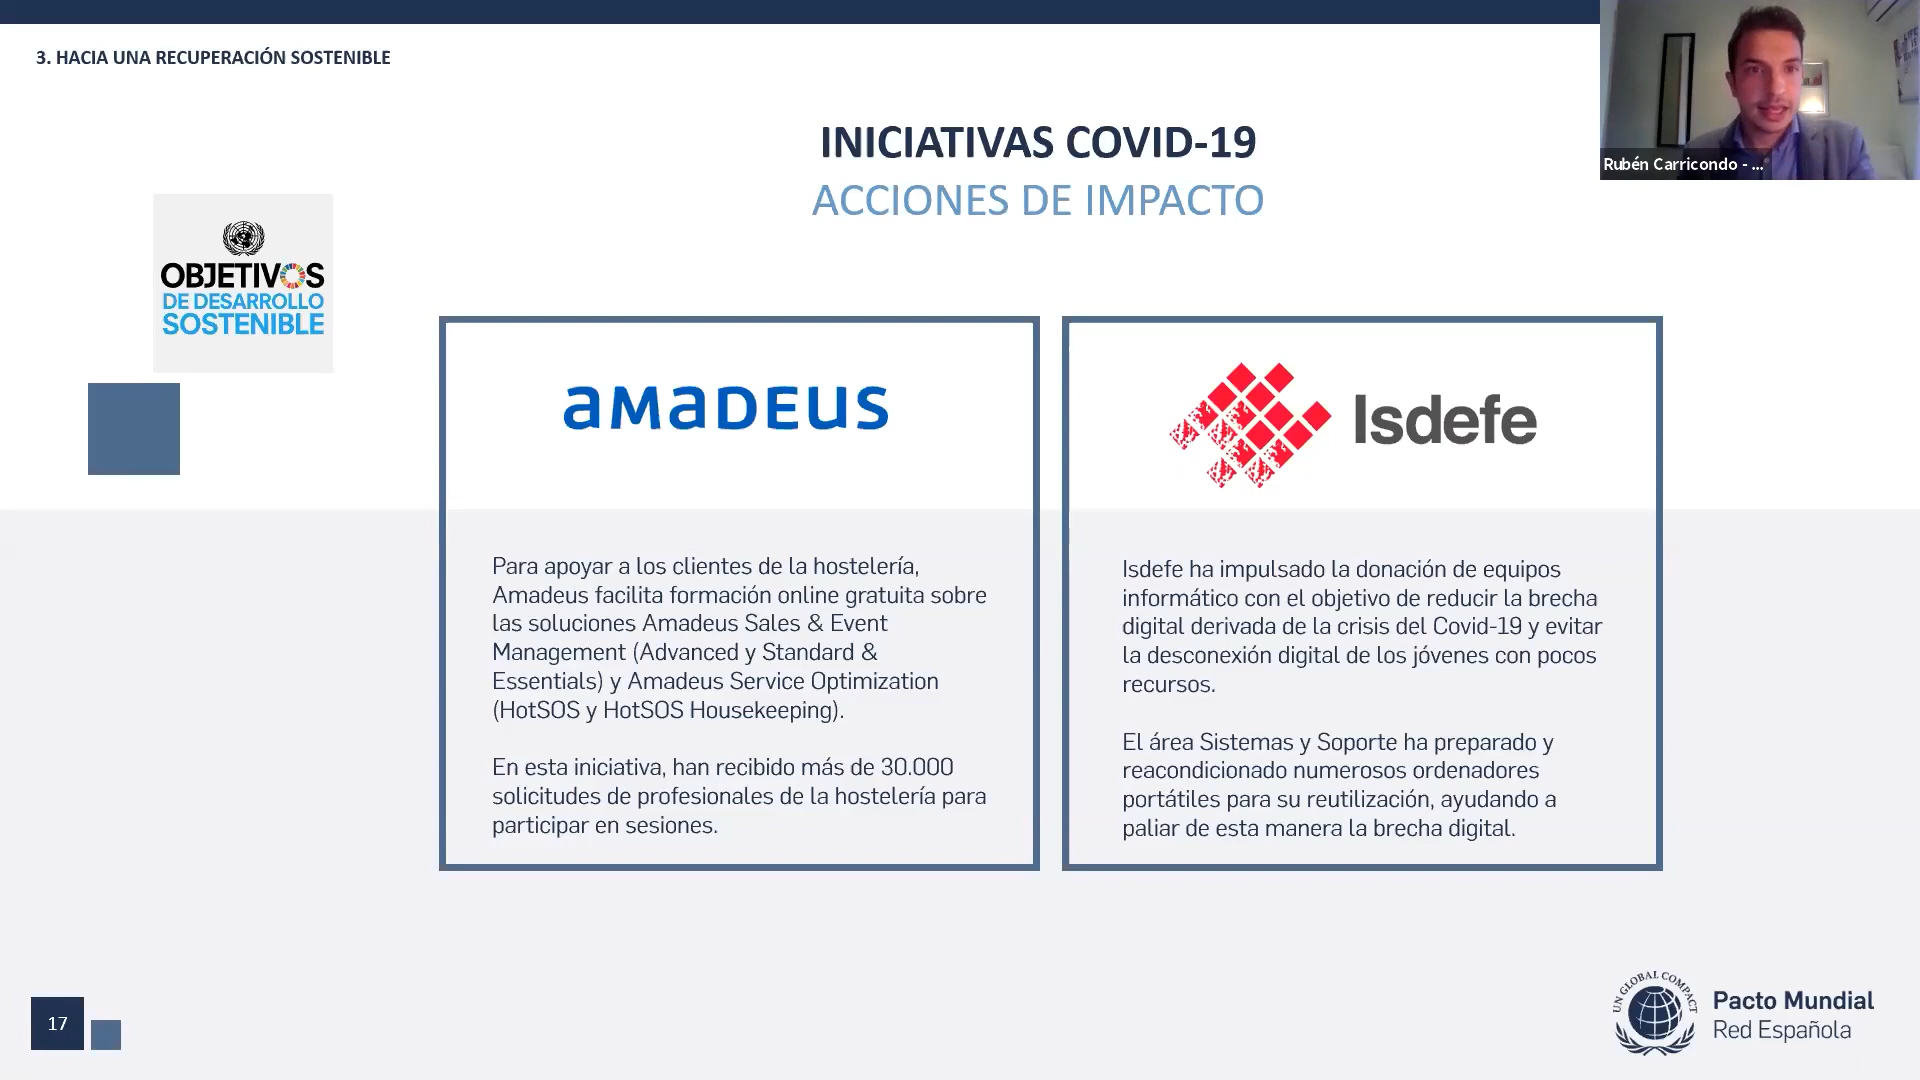 3. HACIA UNA RECUPERACIÓN SOSTENIBLE
INICIATIVAS COVID-19
ACCIONES DE IMPACTO
Rubén Carricondo - ...
OBJETIVOS
DE DESARROLLO
SOSTENIBLE
amadeus
Para apoyar a los clientes de la hostelería,
Amadeus facilita formación online gratuita sobre
las soluciones Amadeus Sales & Event
Management (Advanced y Standard &
Essentials) y Amadeus Service Optimization
(HotSOS y HotSOS Housekeeping).
En esta iniciativa, han recibido más de 30.000
solicitudes de profesionales de la hostelería para
participar en sesiones.
Isdefe
Isdefe ha impulsado la donación de equipos
informático con el objetivo de reducir la brecha
digital derivada de la crisis del Covid-19 y evitar
la desconexión digital de los jóvenes con pocos
recursos.
El área Sistemas y Soporte ha preparado y
reacondicionado numerosos ordenadores
portátiles para su reutilización, ayudando a
paliar de esta manera la brecha digital.
17
UN GLOBAL COMPACT
Pacto Mundial
Red Española